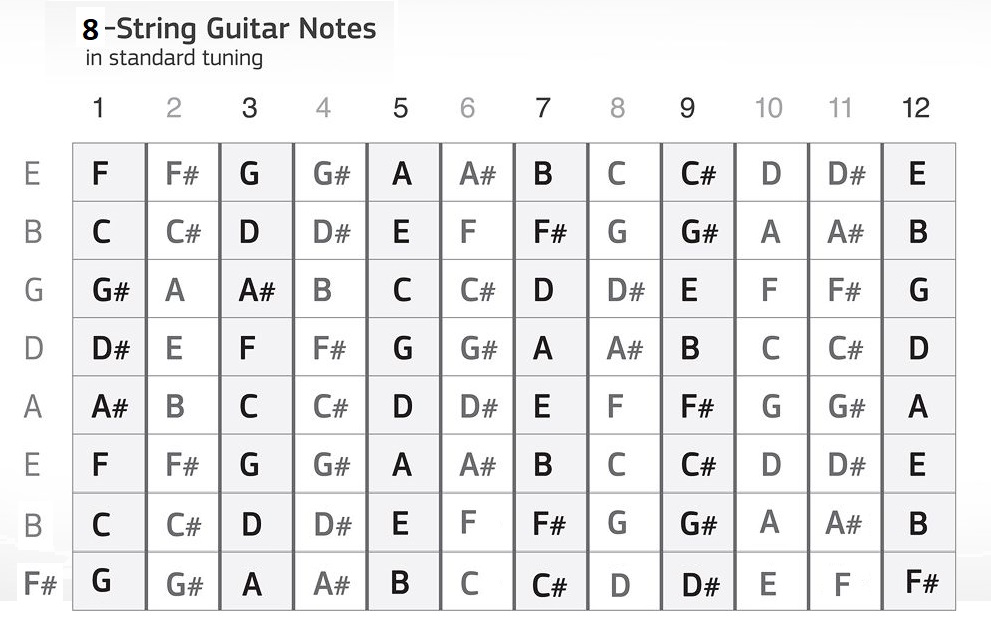 8-String Guitar Notes
in standard tuning
1 2 3 4 5 6 7 8 9 10 11 12
E F F# G G# A A# B C C# D D# E
B C C# D D# E F F# G G# A A# B
G G# A A# B C C# D D# E F F# G
D D# E F F# G G# A A# B C C# D
A A# B C C# D D# E F F# G G# A
E F F# G G# A A# B C C# D D# E
B C C# D D# E F F# G G# A A# B
F# G G# A A# B C C# D D# E F F#